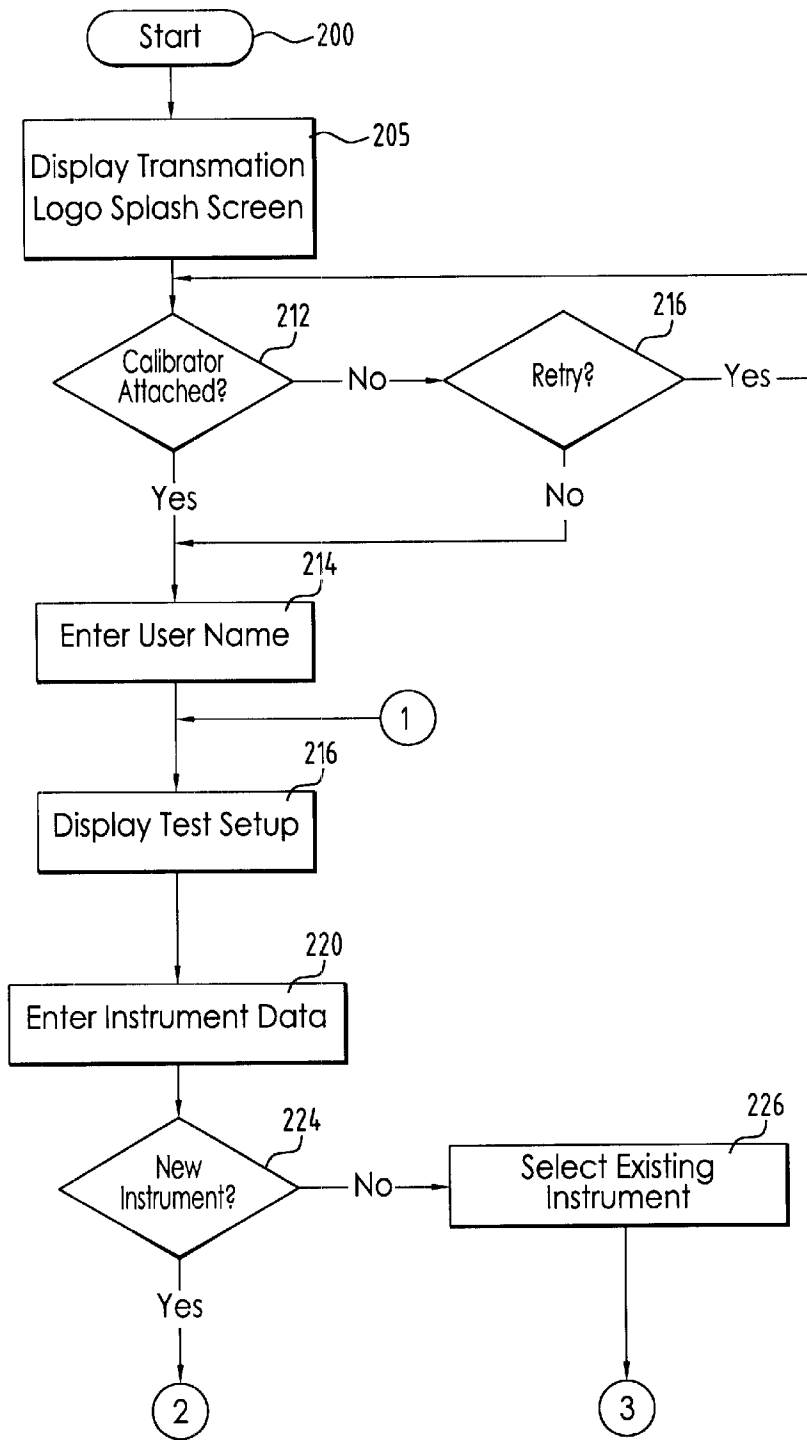 Start
200
205
Display Transmation
Logo Splash Screen
212
216
Calibrator
Attached?
No
Retry?
Yes
Yes
No
214
Enter User Name
1
216
Display Test Setup
220
Enter Instrument Data
224
226
New
Instrument?
No
Select Existing
Instrument
Yes
2
3